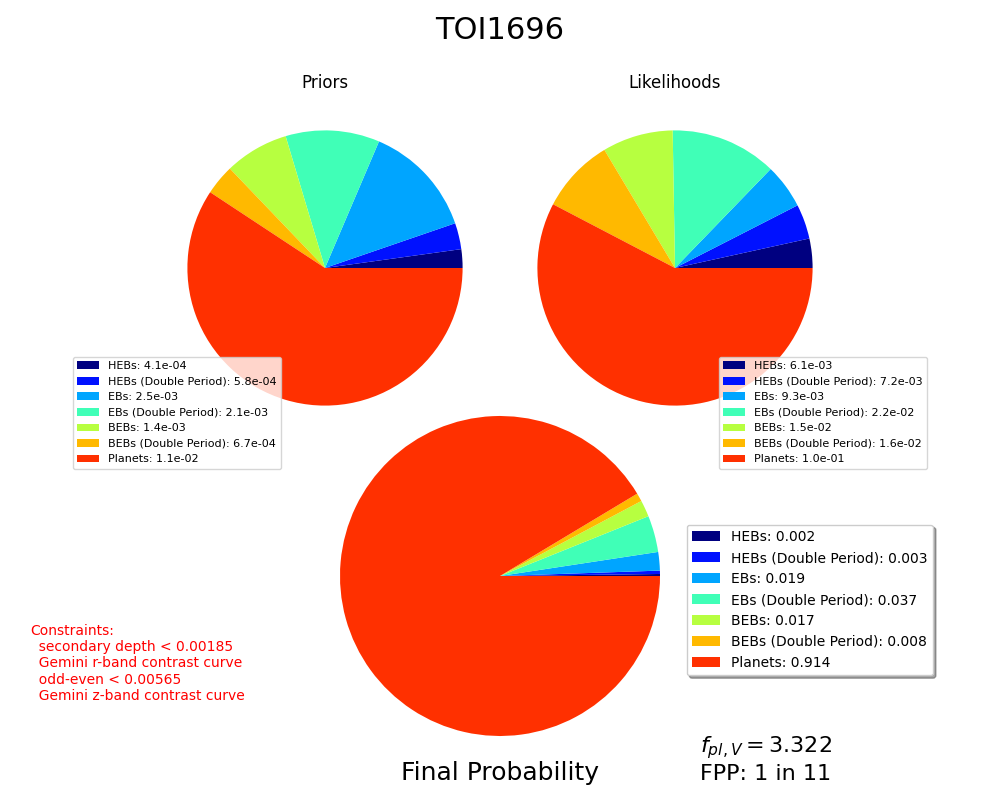 TOI1696
Priors
Likelihoods
HEBs: 4.1e-04
HEBs (Double Period): 5.8e-04
EBs: 2.5e-03
EBs (Double Period): 2.1e-03
BEBs: 1.4e-03
BEBs (Double Period): 6.7e-04
Planets: 1.1e-02
HEBs: 6.1e-03
HEBs (Double Period): 7.2e-03
EBs: 9.3e-03
EBs (Double Period): 2.2e-02
BEBs: 1.5e-02
BEBs (Double Period): 1.6e-02
Planets: 1.0e-01
HEBs: 0.002
HEBs (Double Period): 0.003
EBs: 0.019
EBs (Double Period): 0.037
BEBs: 0.017
BEBs (Double Period): 0.008
Planets: 0.914
Constraints:
secondary depth < 0.00185
Gemini r-band contrast curve
odd-even < 0.00565
Gemini z-band contrast curve
Final Probability
f_{pl,V} = 3.322
FPP: 1 in 11